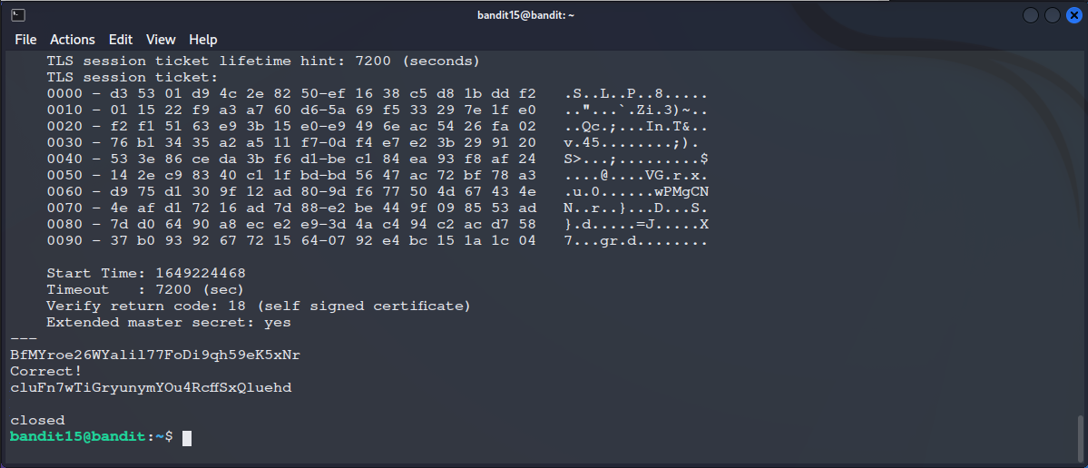 bandit15@bandit: ~
File Actions Edit View Help
TLS session ticket lifetime hint: 7200 (seconds)
TLS session ticket:
0000 - d3 53 01 d9 4c 2e 82 50-ef 16 38 c5 d8 1b dd f2 .S..L..P..8.....
0010 - 01 15 22 f9 a3 a7 60 d6-5a 69 f5 33 29 7e 1f e0 .."...`.Zi.3)~..
0020 - f2 f1 51 63 e9 3b 15 e0-e9 49 6e ac 54 26 fa 02 ..Qc.;...In.T&..
0030 - 76 b1 34 35 a2 a5 11 f7-0d f4 e7 e2 3b 29 91 20 v.45........;).
0040 - 53 3e 86 ce da 3b f6 d1-be c1 84 ea 93 f8 af 24 S>...;.........$
0050 - 14 2e c9 83 40 c1 1f bd-bd 56 47 ac 72 bf 78 a3 ....@....VG.r.x.
0060 - d9 75 d1 30 9f 12 ad 80-9d f6 77 50 4d 67 43 4e .u.0......wPMgCN
0070 - 4e af d1 72 16 ad 7d 88-e2 be 44 9f 09 85 53 ad N..r..}...D...S.
0080 - 7d d0 64 90 a8 ec e2 e9-3d 4a c4 94 c2 ac d7 58 }.d.....=J.....X
0090 - 37 b0 93 92 67 72 15 64-07 92 e4 bc 15 1a 1c 04 7...gr.d........
Start Time: 1649224468
Timeout : 7200 (sec)
Verify return code: 18 (self signed certificate)
Extended master secret: yes
---
BfMYroe26WYalil77FoDi9qh59eK5xNr
Correct!
cluFn7wTiGryunymYOu4RcffSxQluehd
closed
bandit15@bandit:~$